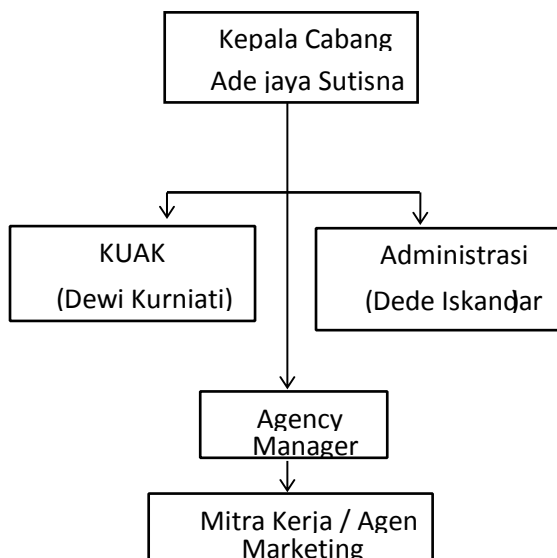 Kepala Cabang
Ade jaya Sutisna
KUAK
(Dewi Kurniati)
Administrasi
(Dede Iskandar)
Agency
Manager
Mitra Kerja / Agen
Marketing